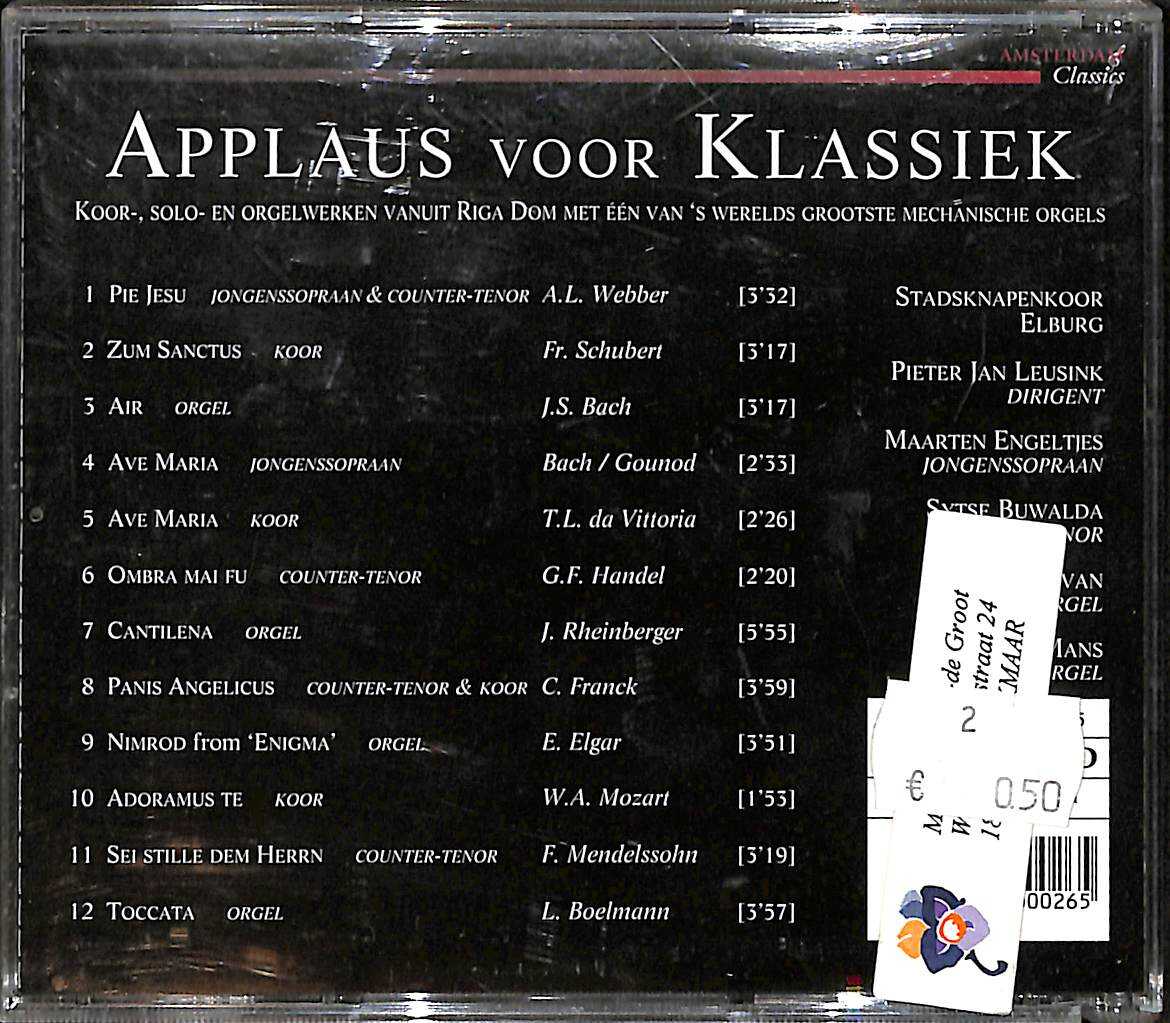 AMSTERDAM
Classics
APPLAUS VOOR KLASSIEK
KOOR-, SOLO- EN ORGELWERKEN VANUIT RIGA DOM MET ÉÉN VAN ‘S WERELDS GROOTSTE MECHANISCHE ORGELS
1 PIE JESU JONGENSSOPRAAN & COUNTER-TENOR A.L. Webber [3’32]
2 ZUM SANCTUS KOOR Fr. Schubert [3’17]
3 AIR ORGEL J.S. Bach [3’17]
4 AVE MARIA JONGENSSOPRAAN Bach / Gounod [2’33]
5 AVE MARIA KOOR T.L. da Vittoria [2’26]
6 OMBRA MAI FU COUNTER-TENOR G.F. Handel [2’20]
7 CANTILENA ORGEL J. Rheinberger [5’55]
8 PANIS ANGELICUS COUNTER-TENOR & KOOR C. Franck [3’59]
9 NIMROD from ‘ENIGMA’ ORGEL E. Elgar [3’51]
10 ADORAMUS TE KOOR W.A. Mozart [1’53]
11 SEI STILLE DEM HERRN COUNTER-TENOR F. Mendelssohn [3’19]
12 TOCCATA ORGEL L. Boelmann [3’57]
STADSKNAPENKOOR
ELBURG
PIETER JAN LEUSINK
DIRIGENT
MAARTEN ENGELTJES
JONGENSSOPRAAN
SYTSE BUWALDA
NOR
VAN
RGEL
MANS
RGEL
de Groot
straat 24
MAAR
2
€ 0.50
00265